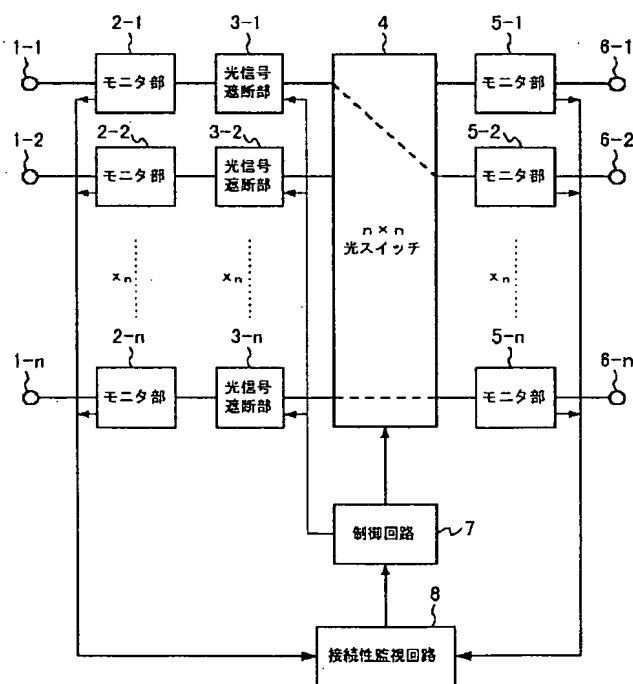 2-1
3-1
4
5-1
1-1
6-1
モニタ部
光信号
遮断部
モニタ部
1-2
2-2
3-2
5-2
6-2
モニタ部
光信号
遮断部
モニタ部
n×n
光スイッチ
×n
×n
×n
1-n
2-n
3-n
5-n
6-n
モニタ部
光信号
遮断部
モニタ部
制御回路
7
8
接続性監視回路